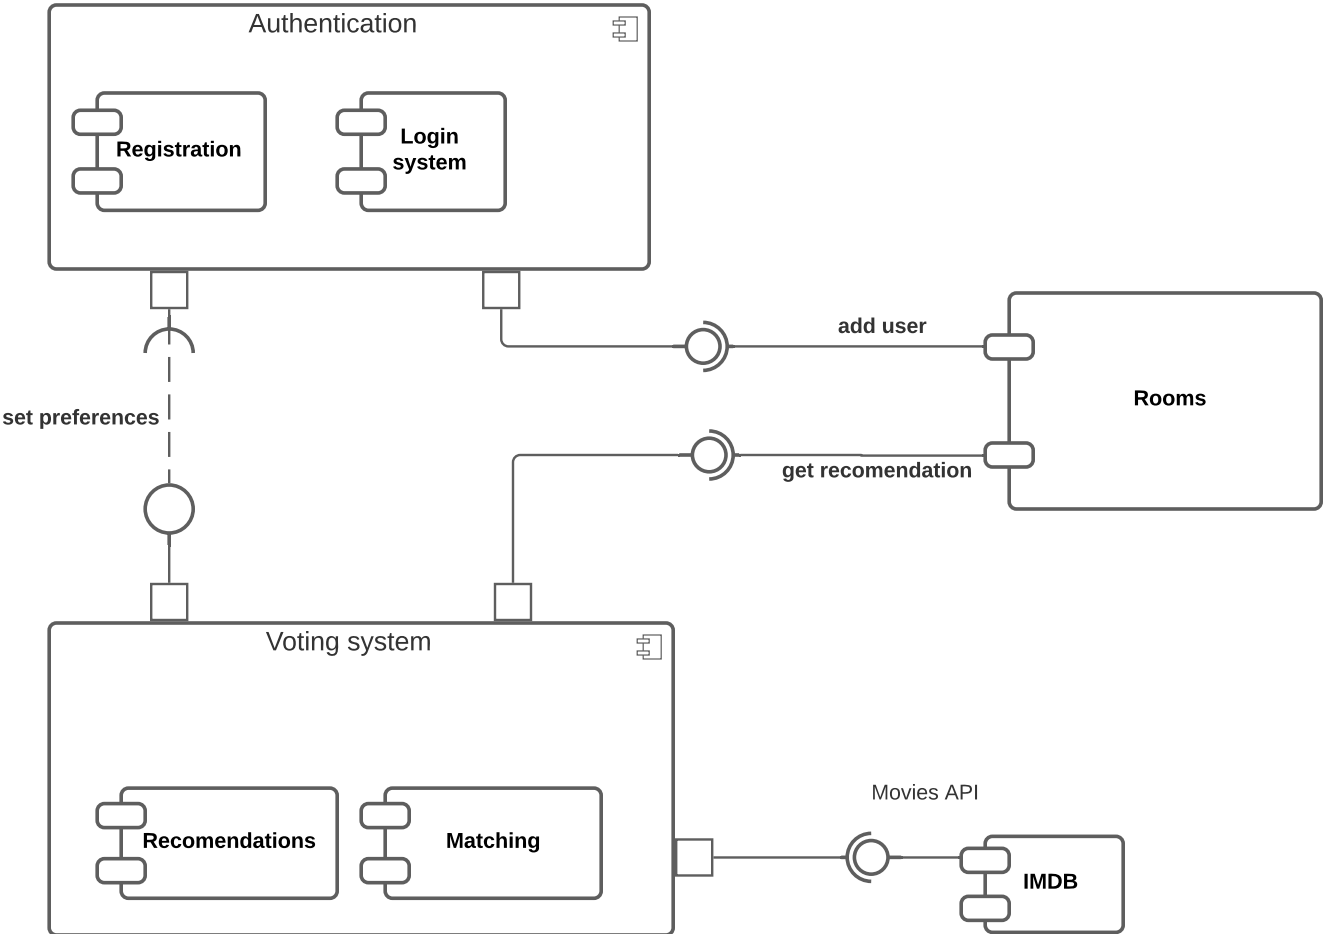 Authentication
Registration
Login
system
add user
Rooms
set preferences
get recomendation
Voting system
Movies API
Recomendations
Matching
IMDB